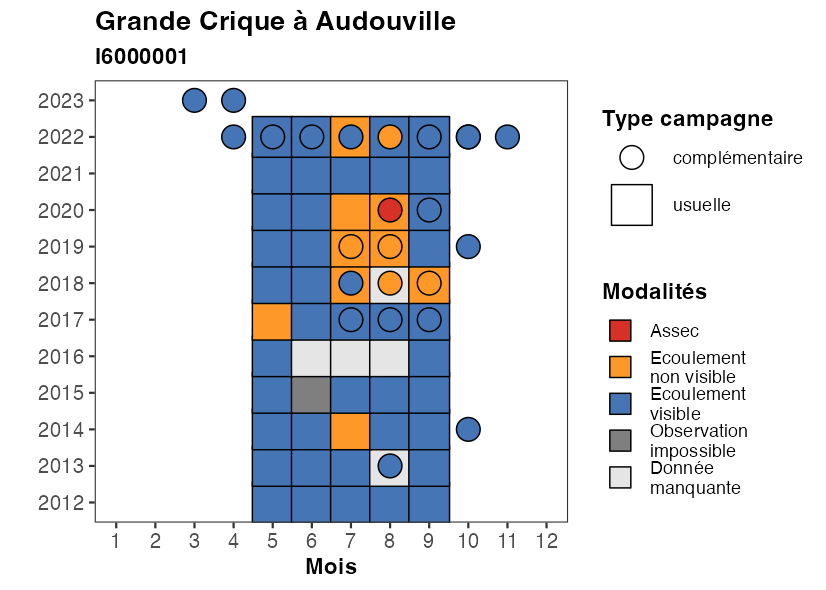 Grande Crique à Audouville
I6000001
2023
2022
2021
2020
2019
2018
2017
2016
2015
2014
2013
2012
1 2 3 4 5 6 7 8 9 10 11 12
Mois
Type campagne
complémentaire
usuelle
Modalités
Assec
Ecoulement
non visible
Ecoulement
visible
Observation
impossible
Donnée
manquante